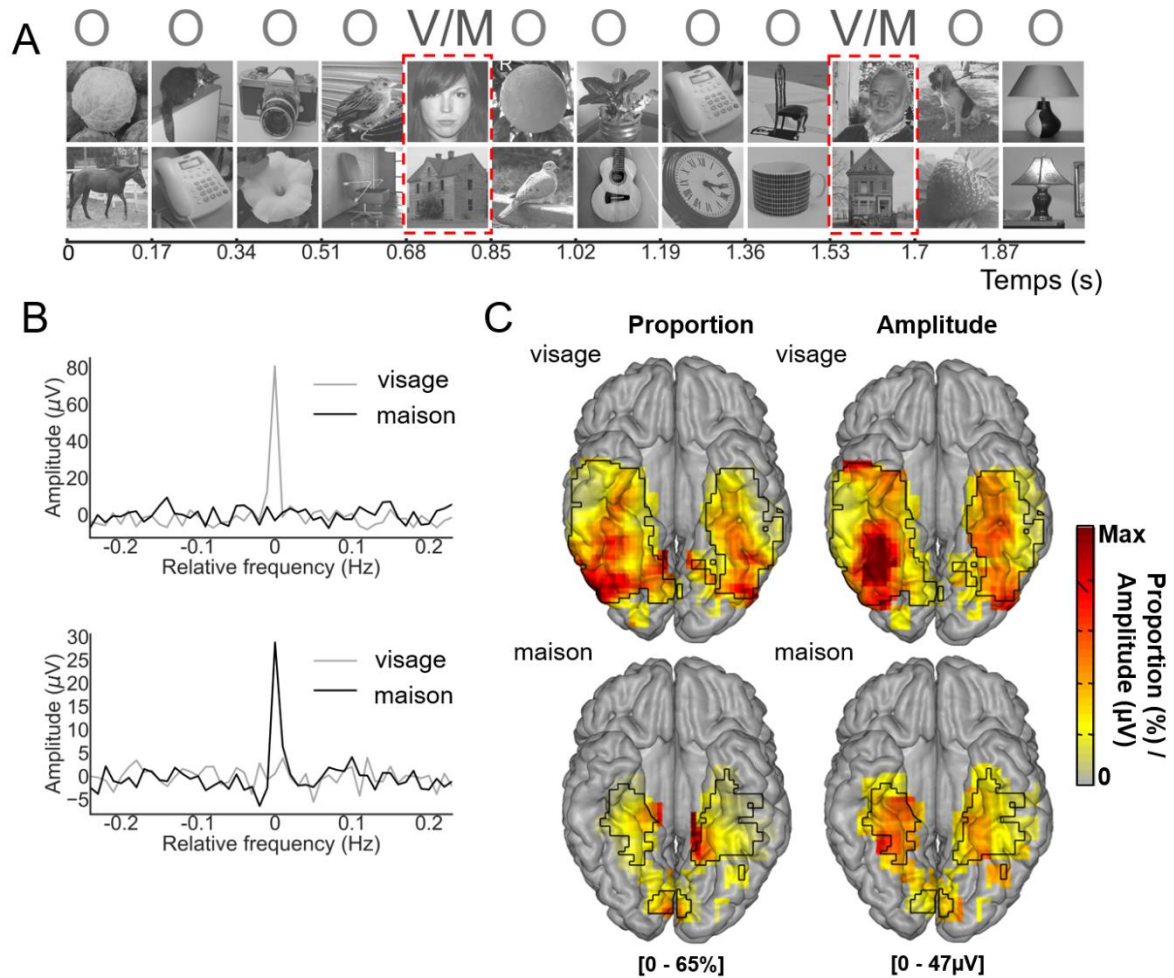 A
O O O O V/M O O O O V/M O O
0 0.17 0.34 0.51 0.68 0.85 1.02 1.19 1.36 1.53 1.7 1.87
Temps (s)
B
Amplitude (µV)
80
60
40
20
0
visage
maison
-0.2 -0.1 0 0.1 0.2
Relative frequency (Hz)
Amplitude (µV)
30
25
20
15
10
5
0
−5
visage
maison
-0.2 -0.1 0 0.1 0.2
Relative frequency (Hz)
C
Proportion Amplitude
visage visage
maison maison
[0 - 65%] [0 - 47µV]
Max
0
Proportion (%) /
Amplitude (µV)